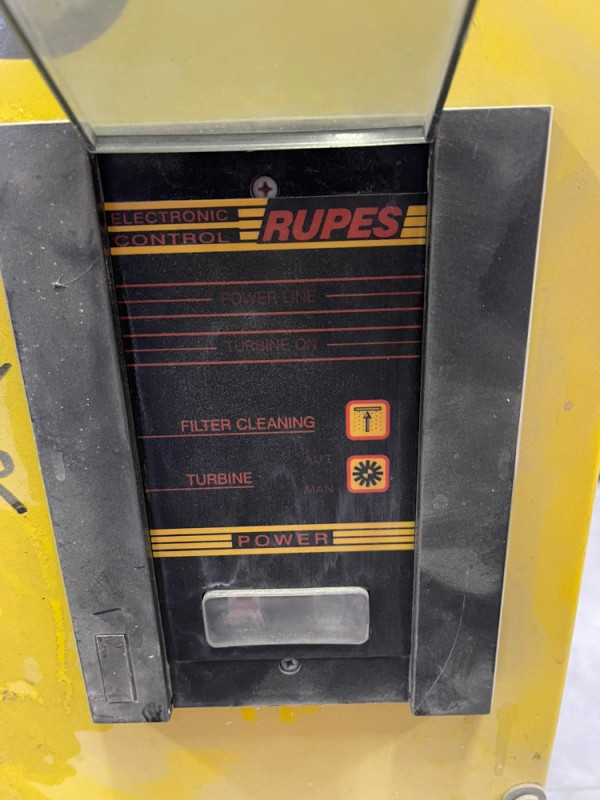 ELECTRONIC
CONTROL
RUPES
POWER LINE
TURBINE ON
FILTER CLEANING
AUT
TURBINE
MAN
POWER